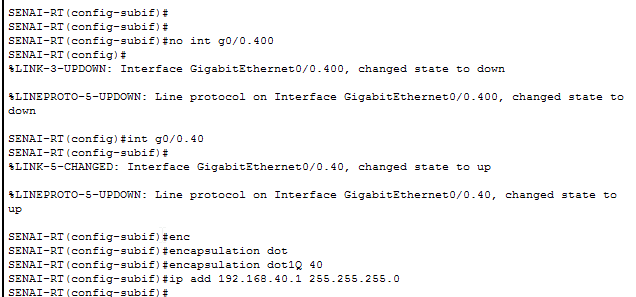 SENAI-RT(config-subif)#
SENAI-RT(config-subif)#
SENAI-RT(config-subif)#no int g0/0.400
SENAI-RT(config)#
%LINK-3-UPDOWN: Interface GigabitEthernet0/0.400, changed state to down
%LINEPROTO-5-UPDOWN: Line protocol on Interface GigabitEthernet0/0.400, changed state to
down
SENAI-RT(config)#int g0/0.40
SENAI-RT(config-subif)#
%LINK-5-CHANGED: Interface GigabitEthernet0/0.40, changed state to up
%LINEPROTO-5-UPDOWN: Line protocol on Interface GigabitEthernet0/0.40, changed state to
up
SENAI-RT(config-subif)#enc
SENAI-RT(config-subif)#encapsulation dot
SENAI-RT(config-subif)#encapsulation dot1Q 40
SENAI-RT(config-subif)#ip add 192.168.40.1 255.255.255.0
SENAI-RT(config-subif)#